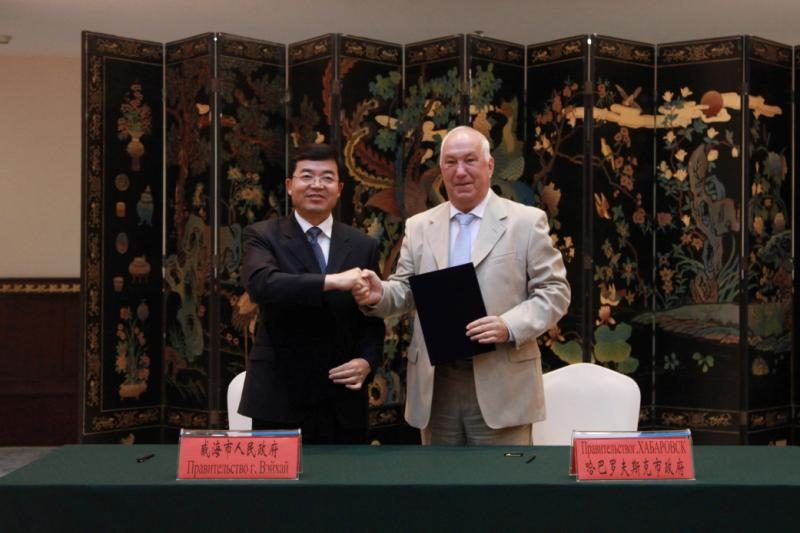 威海市人民政府
Правительство г. Вэйхай
Правительствог.ХАБАРОВСК
哈巴罗夫斯克市政府